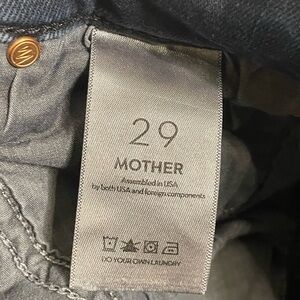 29
MOTHER
Assembled in USA
by both USA and foreign components
DO YOUR OWN LAUNDRY